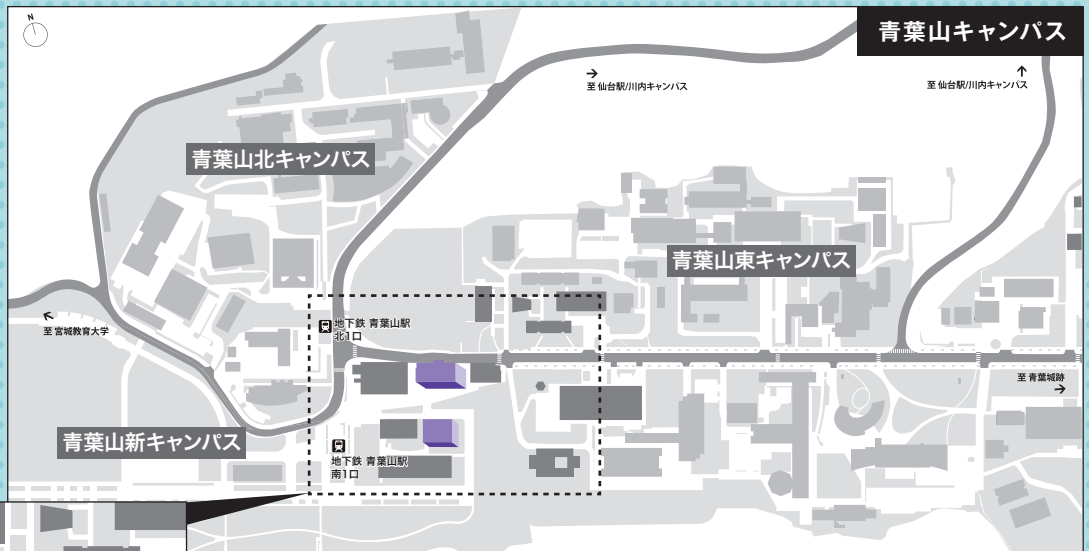 N
青葉山キャンパス
至 仙台駅/川内キャンパス
至 仙台駅/川内キャンパス
青葉山北キャンパス
青葉山東キャンパス
至 宮城教育大学
地下鉄 青葉山駅
北1口
至 青葉城跡
青葉山新キャンパス
地下鉄 青葉山駅
南1口